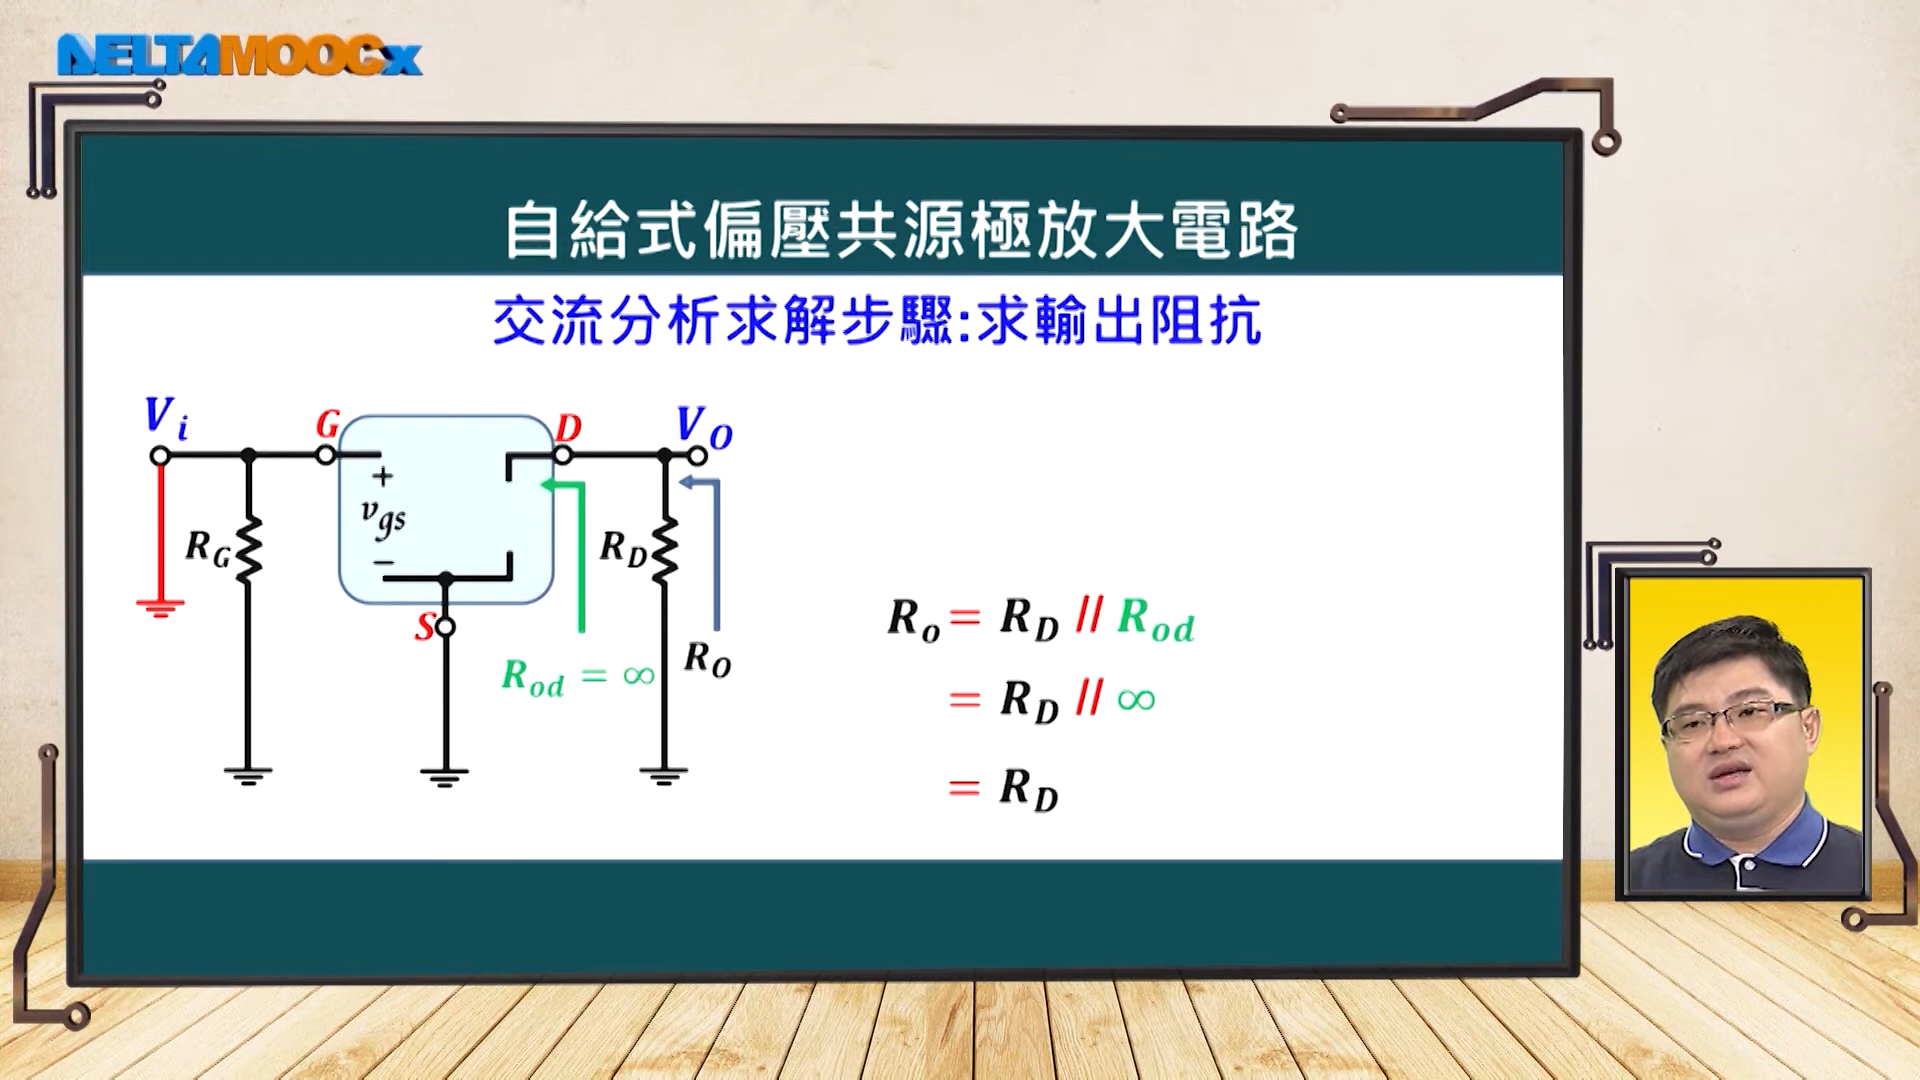 DELTAMOOCx
自給式偏壓共源極放大電路
交流分析求解步驟:求輸出阻抗
Vi
G
D
VO
+
vgs
−
RG
RD
S
Rod = ∞
RO
Ro = RD // Rod
= RD // ∞
= RD